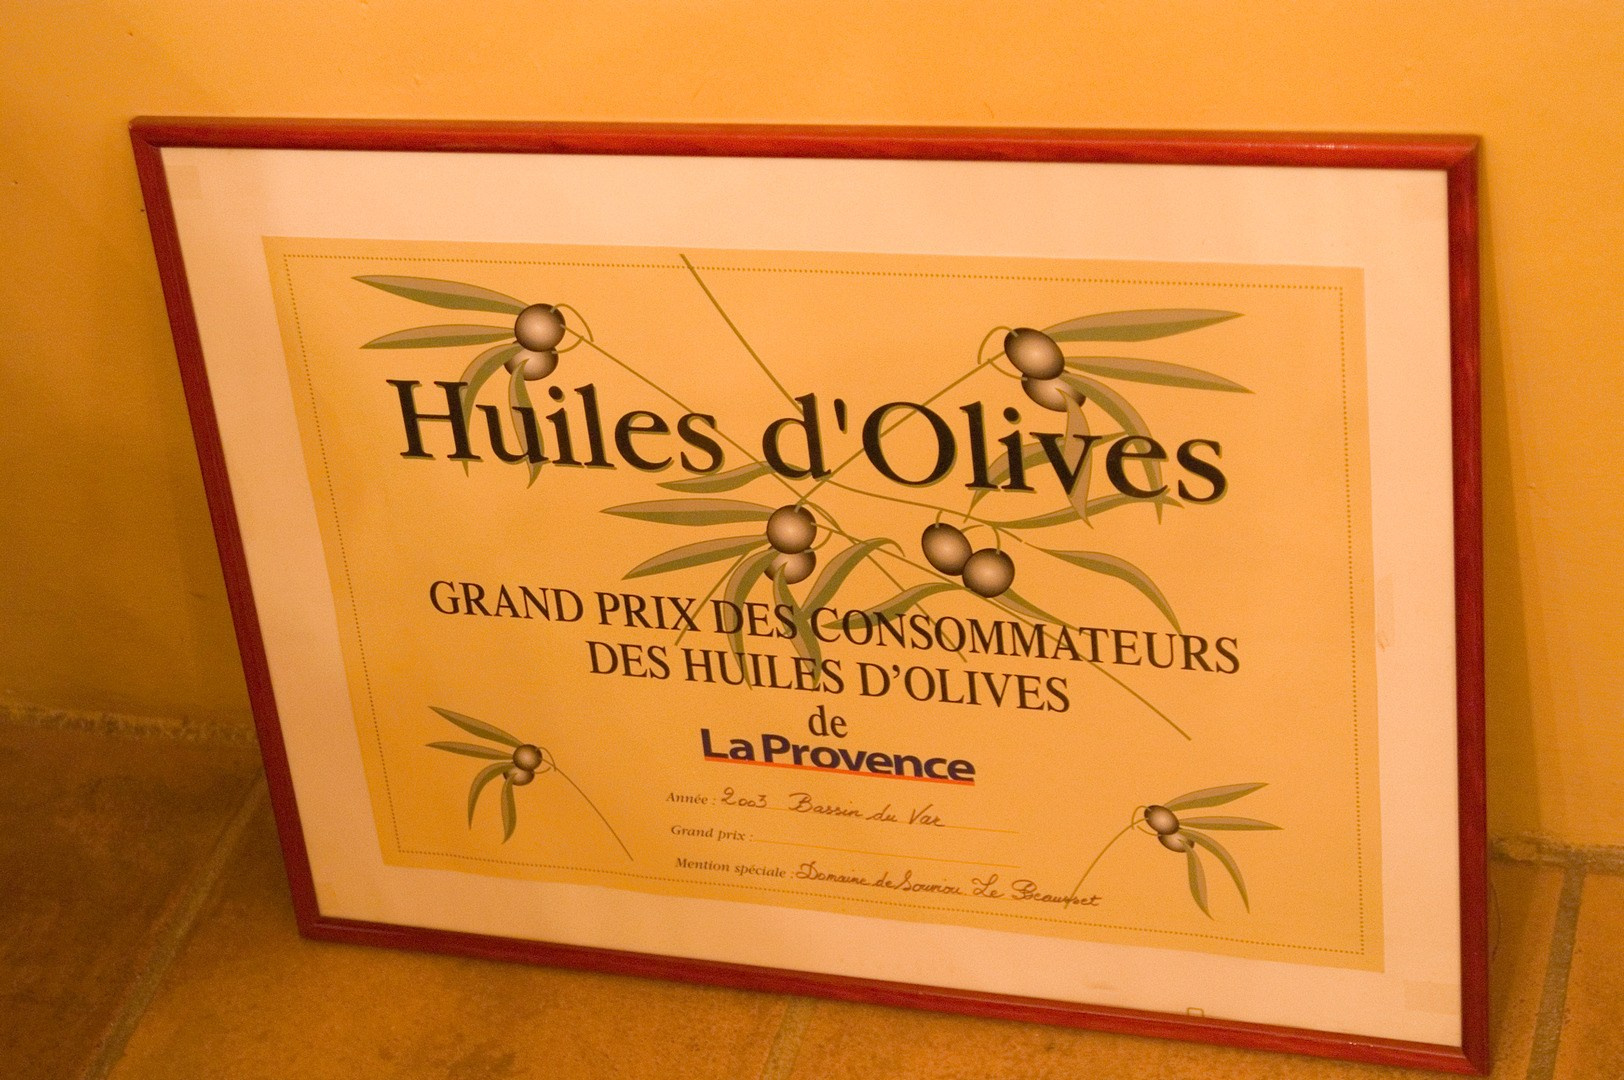 Huiles d'Olives
GRAND PRIX DES CONSOMMATEURS
DES HUILES D'OLIVES
de
La Provence
Année : 2003 Bassin du Var
Grand prix :
Mention spéciale : Domaine de Souviou Le Beausset